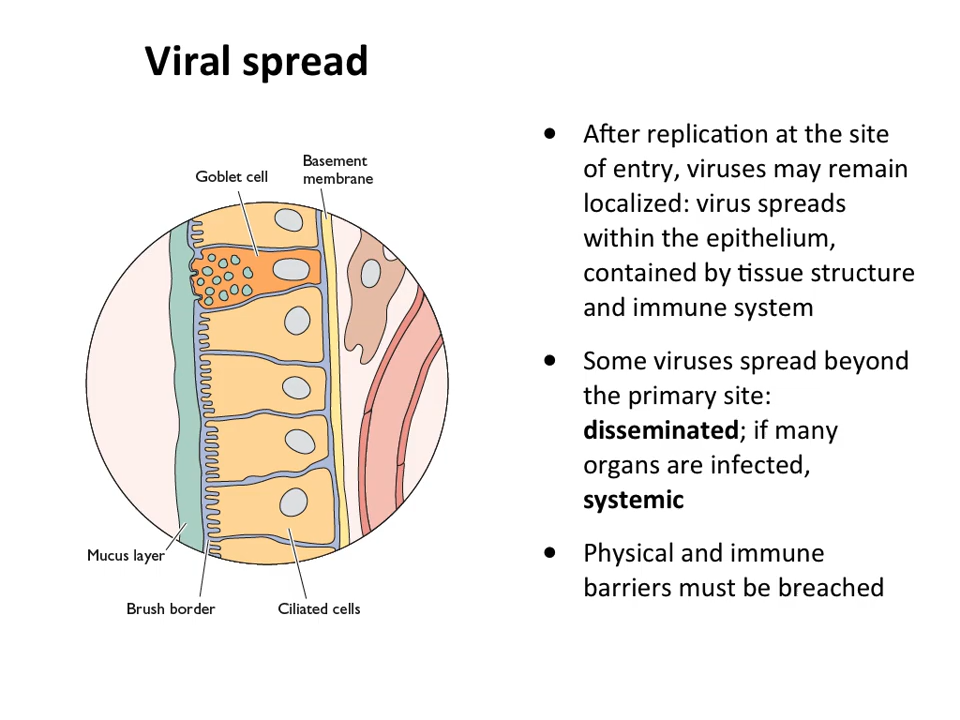 Viral spread
Goblet cell
Basement
membrane
Mucus layer
Brush border
Ciliated cells
• After replication at the site
of entry, viruses may remain
localized: virus spreads
within the epithelium,
contained by tissue structure
and immune system
• Some viruses spread beyond
the primary site:
disseminated; if many
organs are infected,
systemic
• Physical and immune
barriers must be breached